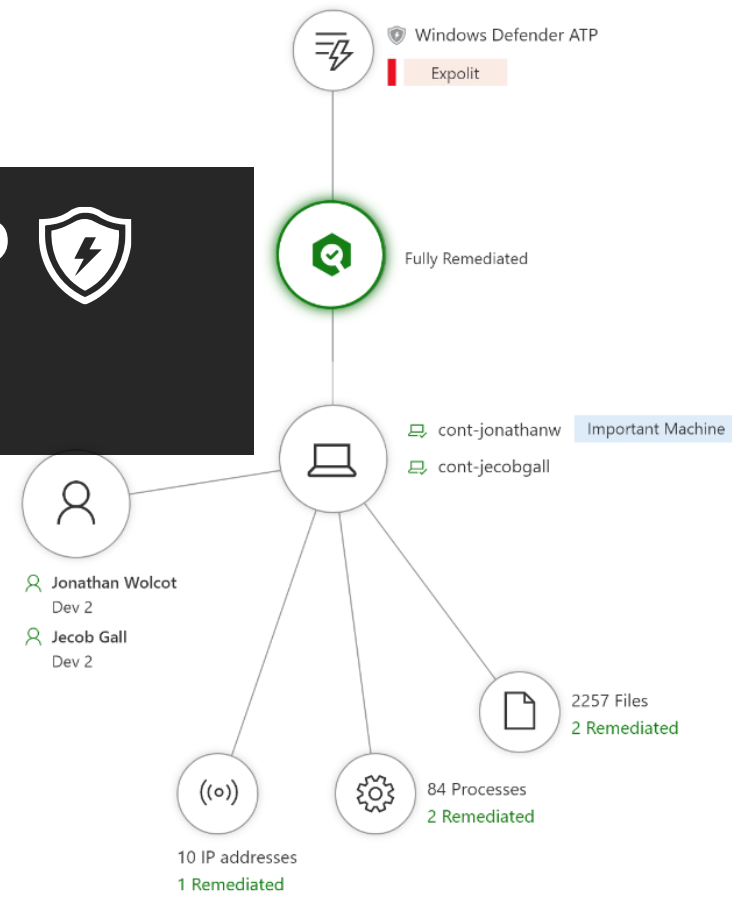 Windows Defender ATP
Expolit
Fully Remediated
cont-jonathanw
Important Machine
cont-jecobgall
Jonathan Wolcot
Dev 2
Jecob Gall
Dev 2
2257 Files
2 Remediated
84 Processes
2 Remediated
10 IP addresses
1 Remediated